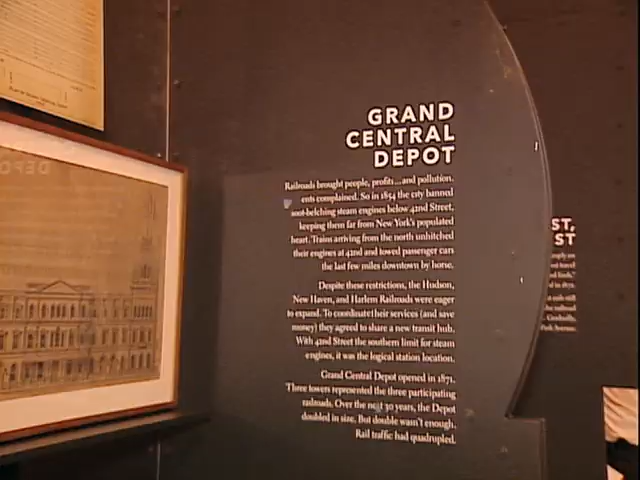 GRAND
CENTRAL
DEPOT
Railroads brought people, profits...and pollution.
ents complained. So in 1854 the city banned
soot-belching steam engines below 42nd Street,
keeping them far from New York's populated
heart. Trains arriving from the north unhitched
their engines at 42nd and towed passenger cars
the last few miles downtown by horse.
Despite these restrictions, the Hudson,
New Haven, and Harlem Railroads were eager
to expand. To coordinate their services (and save
money) they agreed to share a new transit hub.
With 42nd Street the southern limit for steam
engines, it was the logical station location.
Grand Central Depot opened in 1871.
Three towers represented the three participating
railroads. Over the next 30 years, the Depot
doubled in size. But double wasn't enough.
Rail traffic had quadrupled.
ST,
ST